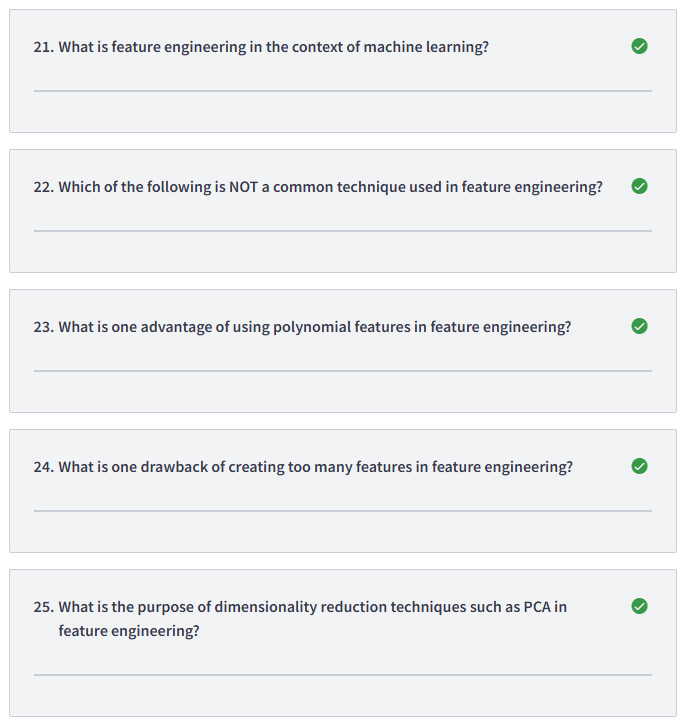 21. What is feature engineering in the context of machine learning?
22. Which of the following is NOT a common technique used in feature engineering?
23. What is one advantage of using polynomial features in feature engineering?
24. What is one drawback of creating too many features in feature engineering?
25. What is the purpose of dimensionality reduction techniques such as PCA in
feature engineering?